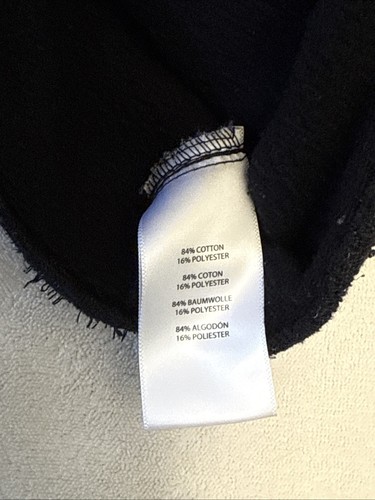 84% COTTON
16% POLYESTER
84% COTON
16% POLYESTER
84% BAUMWOLLE
16% POLYESTER
84% ALGODÓN
16% POLIESTER